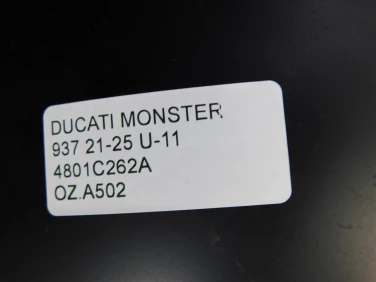 DUCATI MONSTER
937 21-25 U-11
4801C262A
OZ.A502